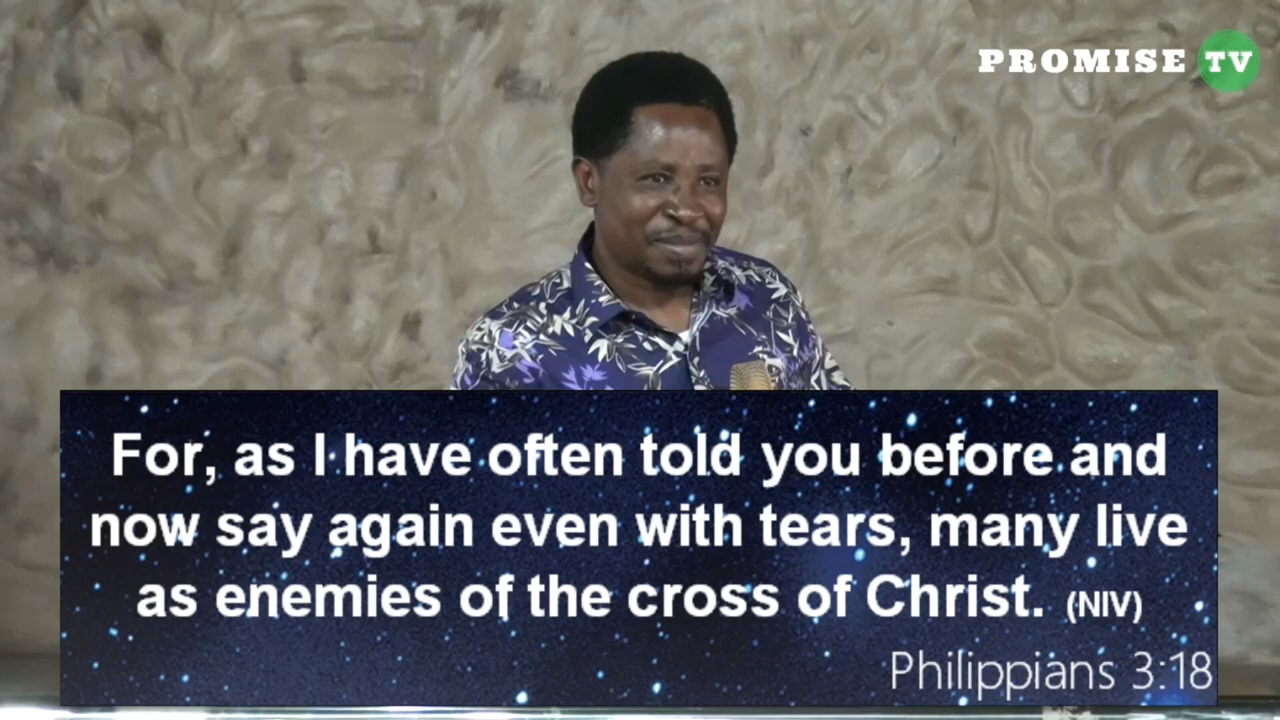 PROMISE TV
For, as I have often told you before and
now say again even with tears, many live
as enemies of the cross of Christ. (NIV)
Philippians 3:18